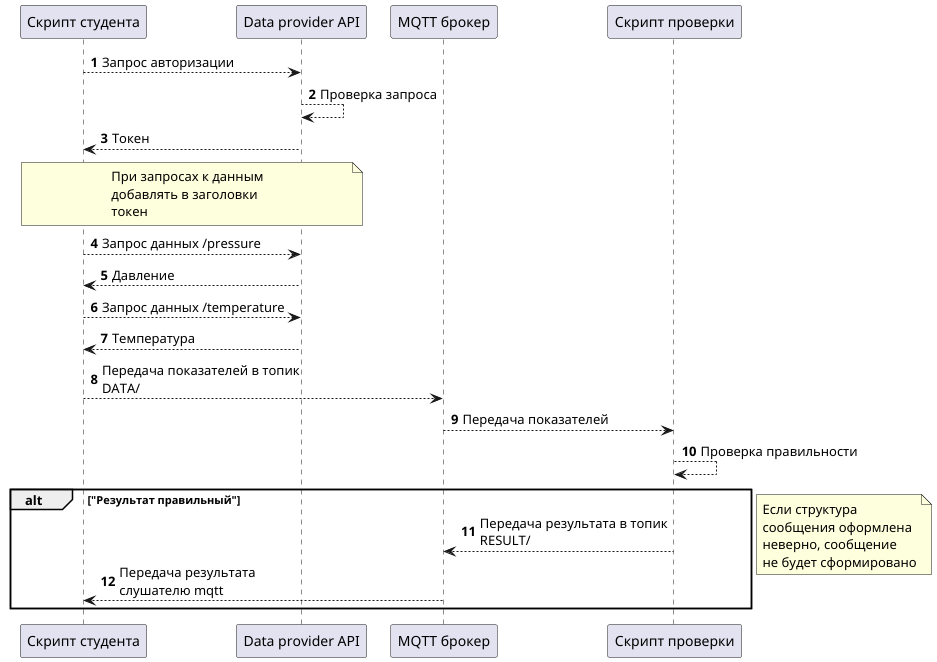 Скрипт студента
Data provider API
MQTT брокер
Скрипт проверки
1 Запрос авторизации
2 Проверка запроса
3 Токен
При запросах к данным
добавлять в заголовки
токен
4 Запрос данных /pressure
5 Давление
6 Запрос данных /temperature
7 Температура
8 Передача показателей в топик
DATA/
9 Передача показателей
10 Проверка правильности
alt ["Результат правильный"]
Если структура
сообщения оформлена
неверно, сообщение
не будет сформировано
11 Передача результата в топик
RESULT/
12 Передача результата
слушателю mqtt
Скрипт студента
Data provider API
MQTT брокер
Скрипт проверки